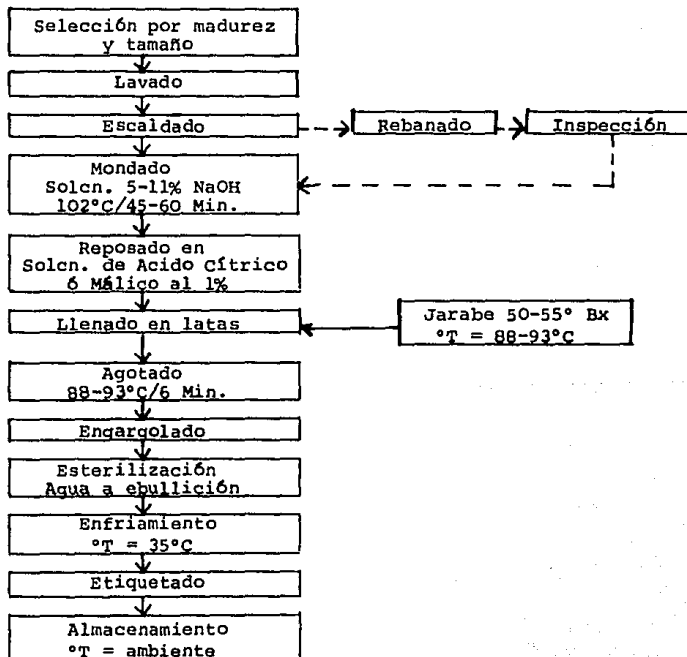 Selección por madurez
y tamaño
Lavado
Escaldado
Rebanado
Inspección
Mondado
Solcn. 5-11% NaOH
102°C/45-60 Min.
Reposado en
Solcn. de Acido Cítrico
ó Málico al 1%
Llenado en latas
Jarabe 50-55° Bx
°T = 88-93°C
Agotado
88-93°C/6 Min.
Engargolado
Esterilización
Agua a ebullición
Enfriamiento
°T = 35°C
Etiquetado
Almacenamiento
°T = ambiente